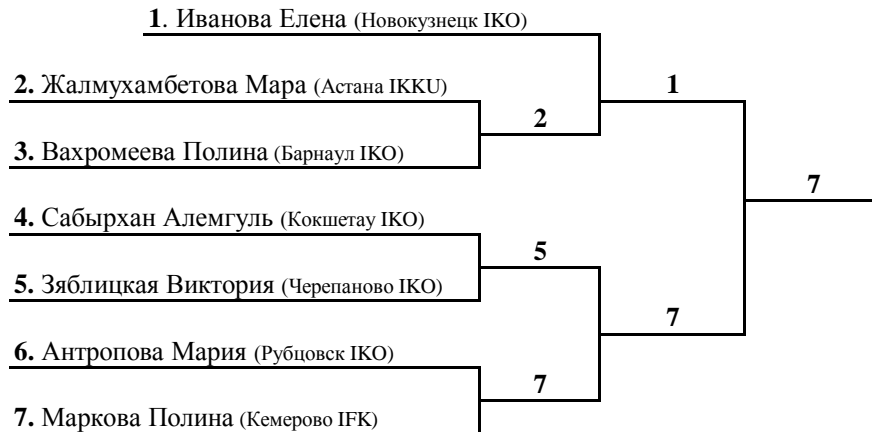 1. Иванова Елена (Новокузнецк IKO)
2. Жалмухамбетова Мара (Астана IKKU)
1
2
3. Вахромеева Полина (Барнаул IKO)
7
4. Сабырхан Алемгуль (Кокшетау IKO)
5
5. Зяблицкая Виктория (Черепаново IKO)
7
6. Антропова Мария (Рубцовск IKO)
7
7. Маркова Полина (Кемерово IFK)